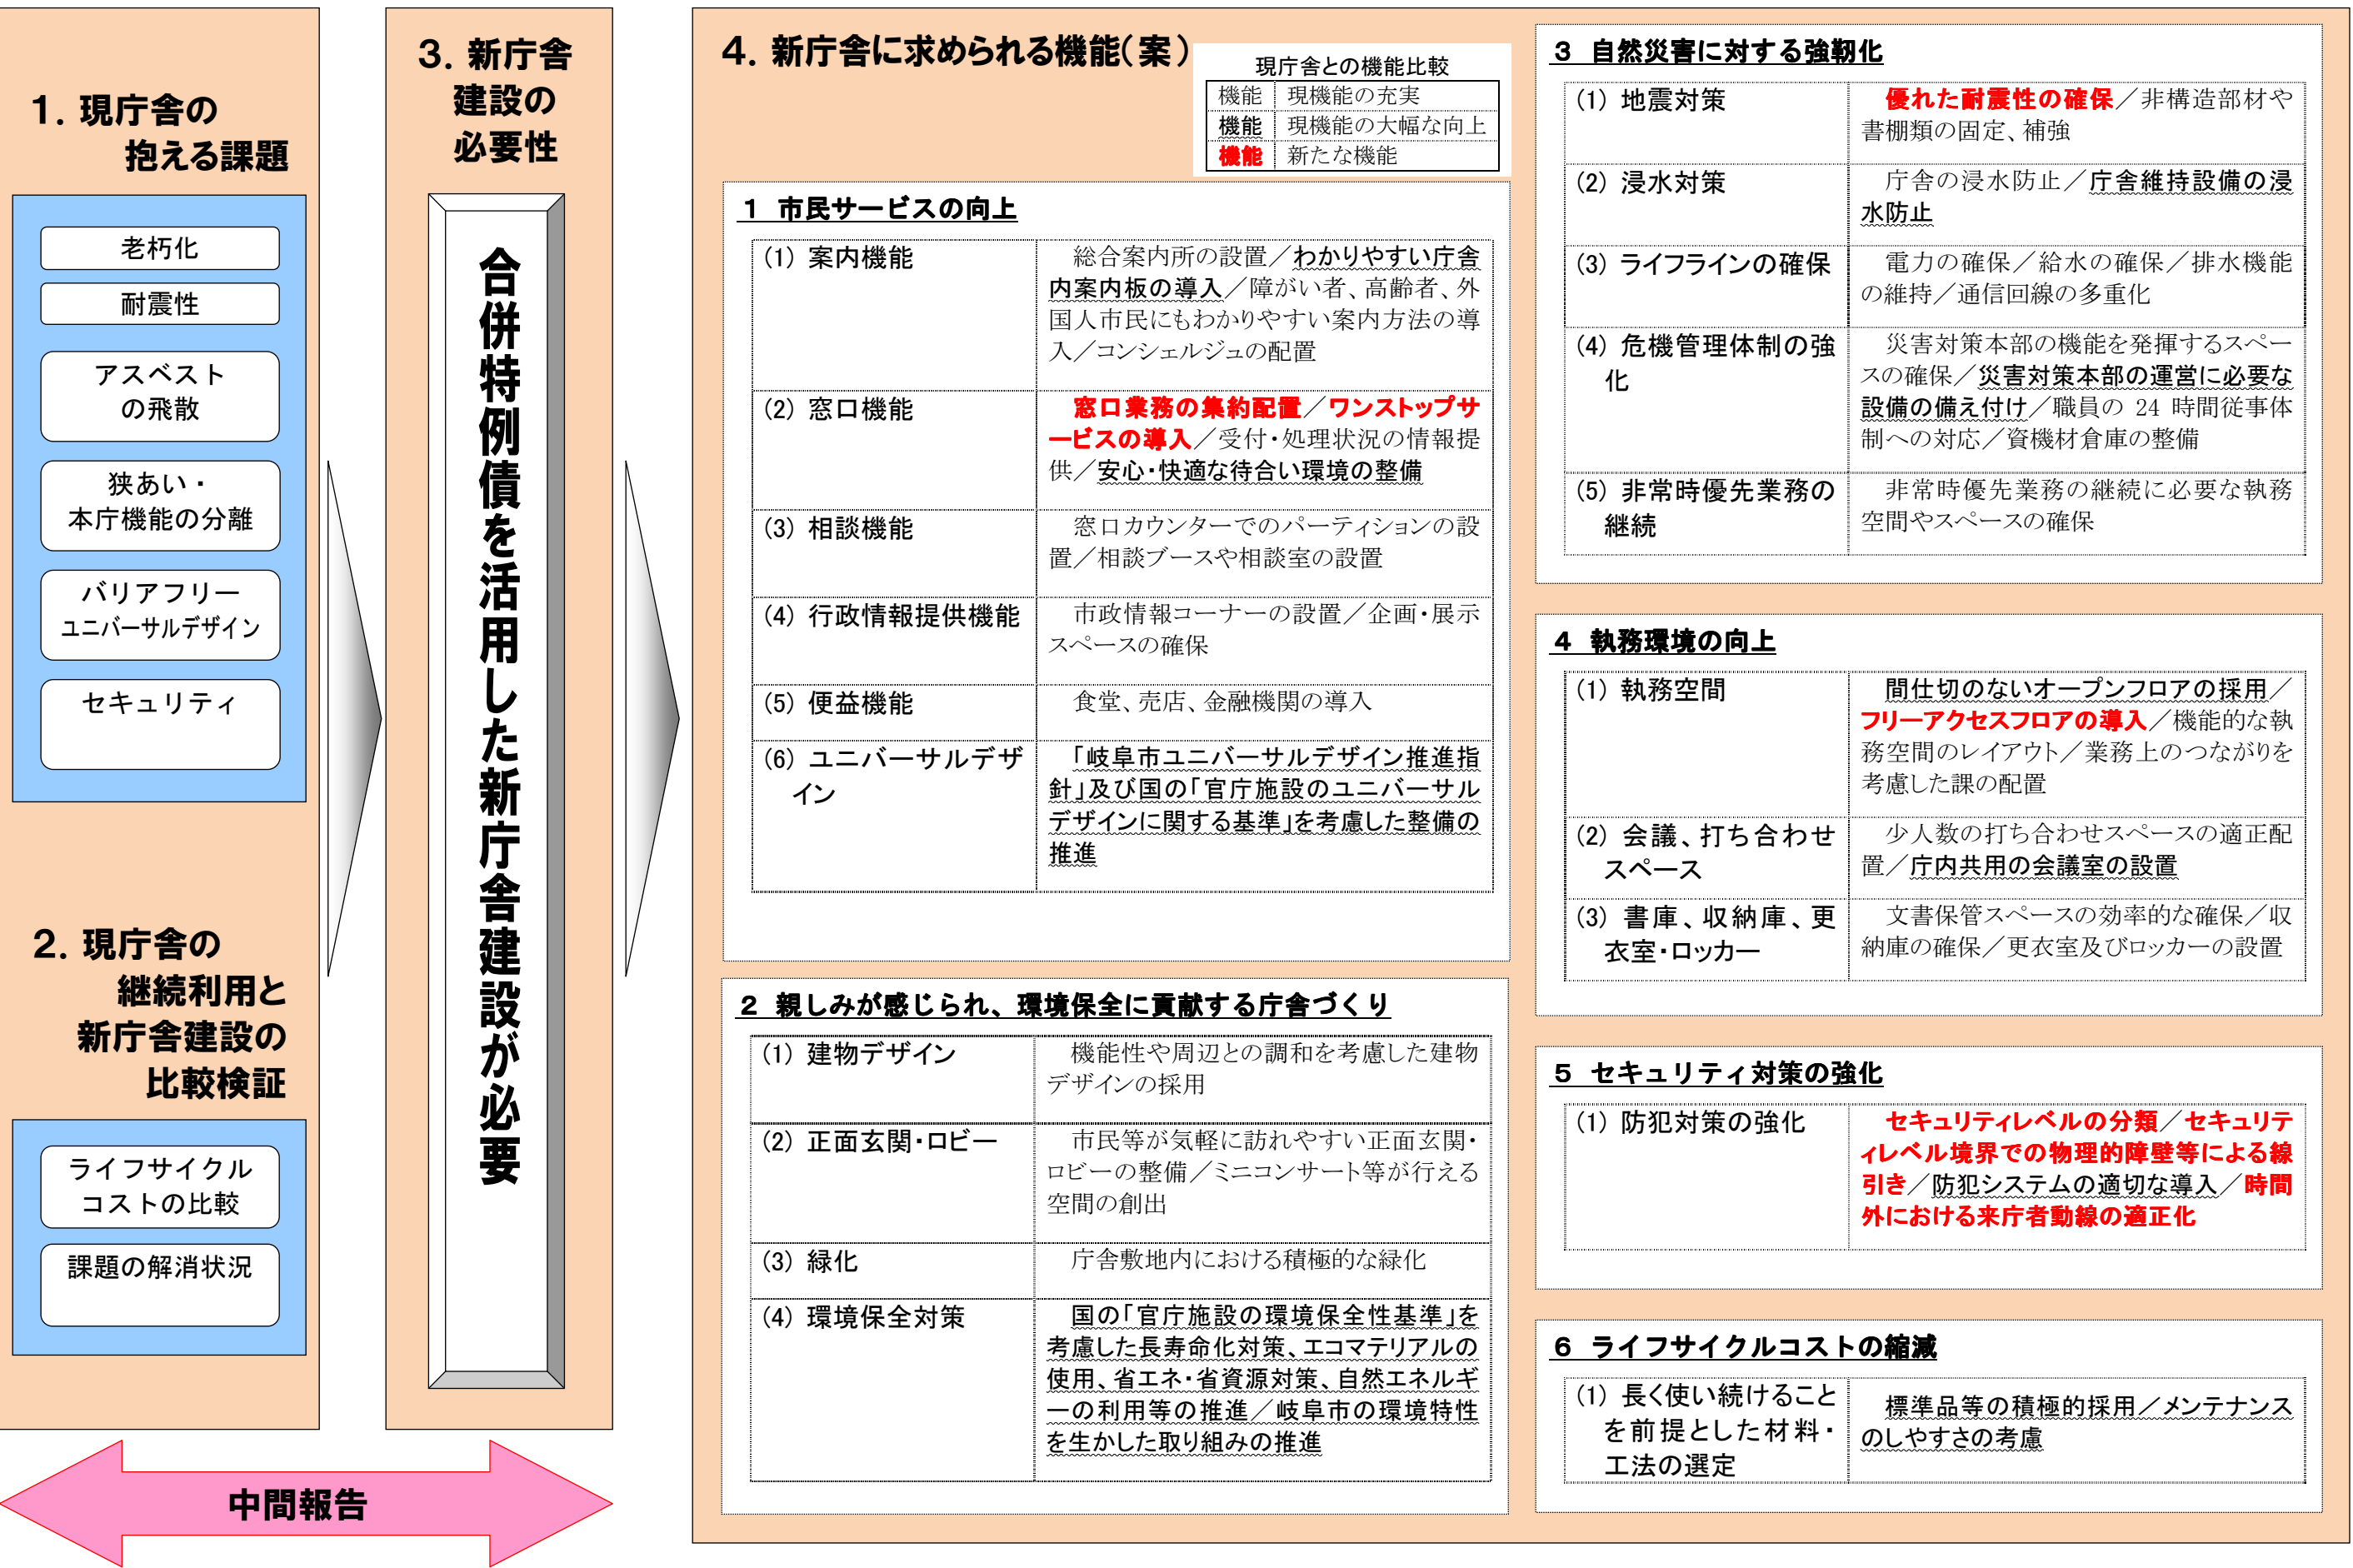 1．現庁舎の
抱える課題
老朽化
耐震性
アスベスト
の飛散
狭あい・
本庁機能の分離
バリアフリー
ユニバーサルデザイン
セキュリティ
2．現庁舎の
継続利用と
新庁舎建設の
比較検証
ライフサイクル
コストの比較
課題の解消状況
中間報告
3．新庁舎
建設の
必要性
合併特例債を活用した新庁舎建設が必要
4．新庁舎に求められる機能（案）
現庁舎との機能比較
機能 現機能の充実
機能 現機能の大幅な向上
機能 新たな機能
1 市民サービスの向上
(1) 案内機能
総合案内所の設置／わかりやすい庁舎
内案内板の導入／障がい者、高齢者、外
国人市民にもわかりやすい案内方法の導
入／コンシェルジュの配置
(2) 窓口機能
窓口業務の集約配置／ワンストップサ
ービスの導入／受付・処理状況の情報提
供／安心・快適な待合い環境の整備
(3) 相談機能
窓口カウンターでのパーティションの設
置／相談ブースや相談室の設置
(4) 行政情報提供機能
市政情報コーナーの設置／企画・展示
スペースの確保
(5) 便益機能
食堂、売店、金融機関の導入
(6) ユニバーサルデザ
イン
「岐阜市ユニバーサルデザイン推進指
針」及び国の「官庁施設のユニバーサル
デザインに関する基準」を考慮した整備の
推進
2 親しみが感じられ、環境保全に貢献する庁舎づくり
(1) 建物デザイン
機能性や周辺との調和を考慮した建物
デザインの採用
(2) 正面玄関・ロビー
市民等が気軽に訪れやすい正面玄関・
ロビーの整備／ミニコンサート等が行える
空間の創出
(3) 緑化
庁舎敷地内における積極的な緑化
(4) 環境保全対策
国の「官庁施設の環境保全性基準」を
考慮した長寿命化対策、エコマテリアルの
使用、省エネ・省資源対策、自然エネルギ
ーの利用等の推進／岐阜市の環境特性
を生かした取り組みの推進
3 自然災害に対する強靭化
(1) 地震対策
優れた耐震性の確保／非構造部材や
書棚類の固定、補強
(2) 浸水対策
庁舎の浸水防止／庁舎維持設備の浸
水防止
(3) ライフラインの確保
電力の確保／給水の確保／排水機能
の維持／通信回線の多重化
(4) 危機管理体制の強
化
災害対策本部の機能を発揮するスペー
スの確保／災害対策本部の運営に必要な
設備の備え付け／職員の 24 時間従事体
制への対応／資機材倉庫の整備
(5) 非常時優先業務の
継続
非常時優先業務の継続に必要な執務
空間やスペースの確保
4 執務環境の向上
(1) 執務空間
間仕切のないオープンフロアの採用／
フリーアクセスフロアの導入／機能的な執
務空間のレイアウト／業務上のつながりを
考慮した課の配置
(2) 会議、打ち合わせ
スペース
少人数の打ち合わせスペースの適正配
置／庁内共用の会議室の設置
(3) 書庫、収納庫、更
衣室・ロッカー
文書保管スペースの効率的な確保／収
納庫の確保／更衣室及びロッカーの設置
5 セキュリティ対策の強化
(1) 防犯対策の強化
セキュリティレベルの分類／セキュリテ
ィレベル境界での物理的障壁等による線
引き／防犯システムの適切な導入／時間
外における来庁者動線の適正化
6 ライフサイクルコストの縮減
(1) 長く使い続けること
を前提とした材料・
工法の選定
標準品等の積極的採用／メンテナンス
のしやすさの考慮